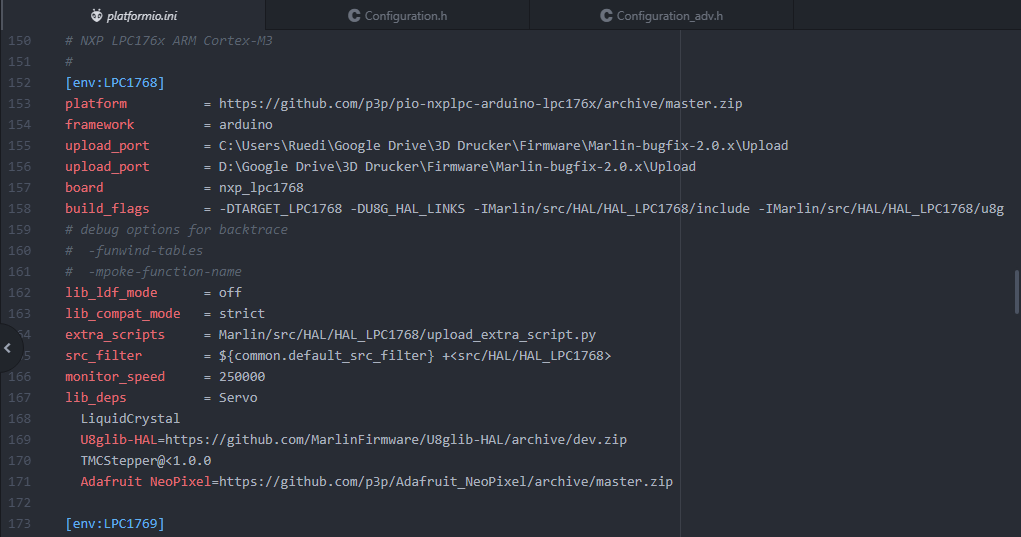 platformio.ini Configuration.h Configuration_adv.h
150 # NXP LPC176x ARM Cortex-M3
151 #
152 [env:LPC1768]
153 platform = https://github.com/p3p/pio-nxplpc-arduino-lpc176x/archive/master.zip
154 framework = arduino
155 upload_port = C:\Users\Ruedi\Google Drive\3D Drucker\Firmware\Marlin-bugfix-2.0.x\Upload
156 upload_port = D:\Google Drive\3D Drucker\Firmware\Marlin-bugfix-2.0.x\Upload
157 board = nxp_lpc1768
158 build_flags = -DTARGET_LPC1768 -DU8G_HAL_LINKS -IMarlin/src/HAL/HAL_LPC1768/include -IMarlin/src/HAL/HAL_LPC1768/u8g
159 # debug options for backtrace
160 #  -funwind-tables
161 #  -mpoke-function-name
162 lib_ldf_mode = off
163 lib_compat_mode = strict
64 extra_scripts = Marlin/src/HAL/HAL_LPC1768/upload_extra_script.py
5 src_filter = ${common.default_src_filter} +<src/HAL/HAL_LPC1768>
166 monitor_speed = 250000
167 lib_deps = Servo
168 LiquidCrystal
169 U8glib-HAL=https://github.com/MarlinFirmware/U8glib-HAL/archive/dev.zip
170 TMCStepper@<1.0.0
171 Adafruit NeoPixel=https://github.com/p3p/Adafruit_NeoPixel/archive/master.zip
172
173 [env:LPC1769]